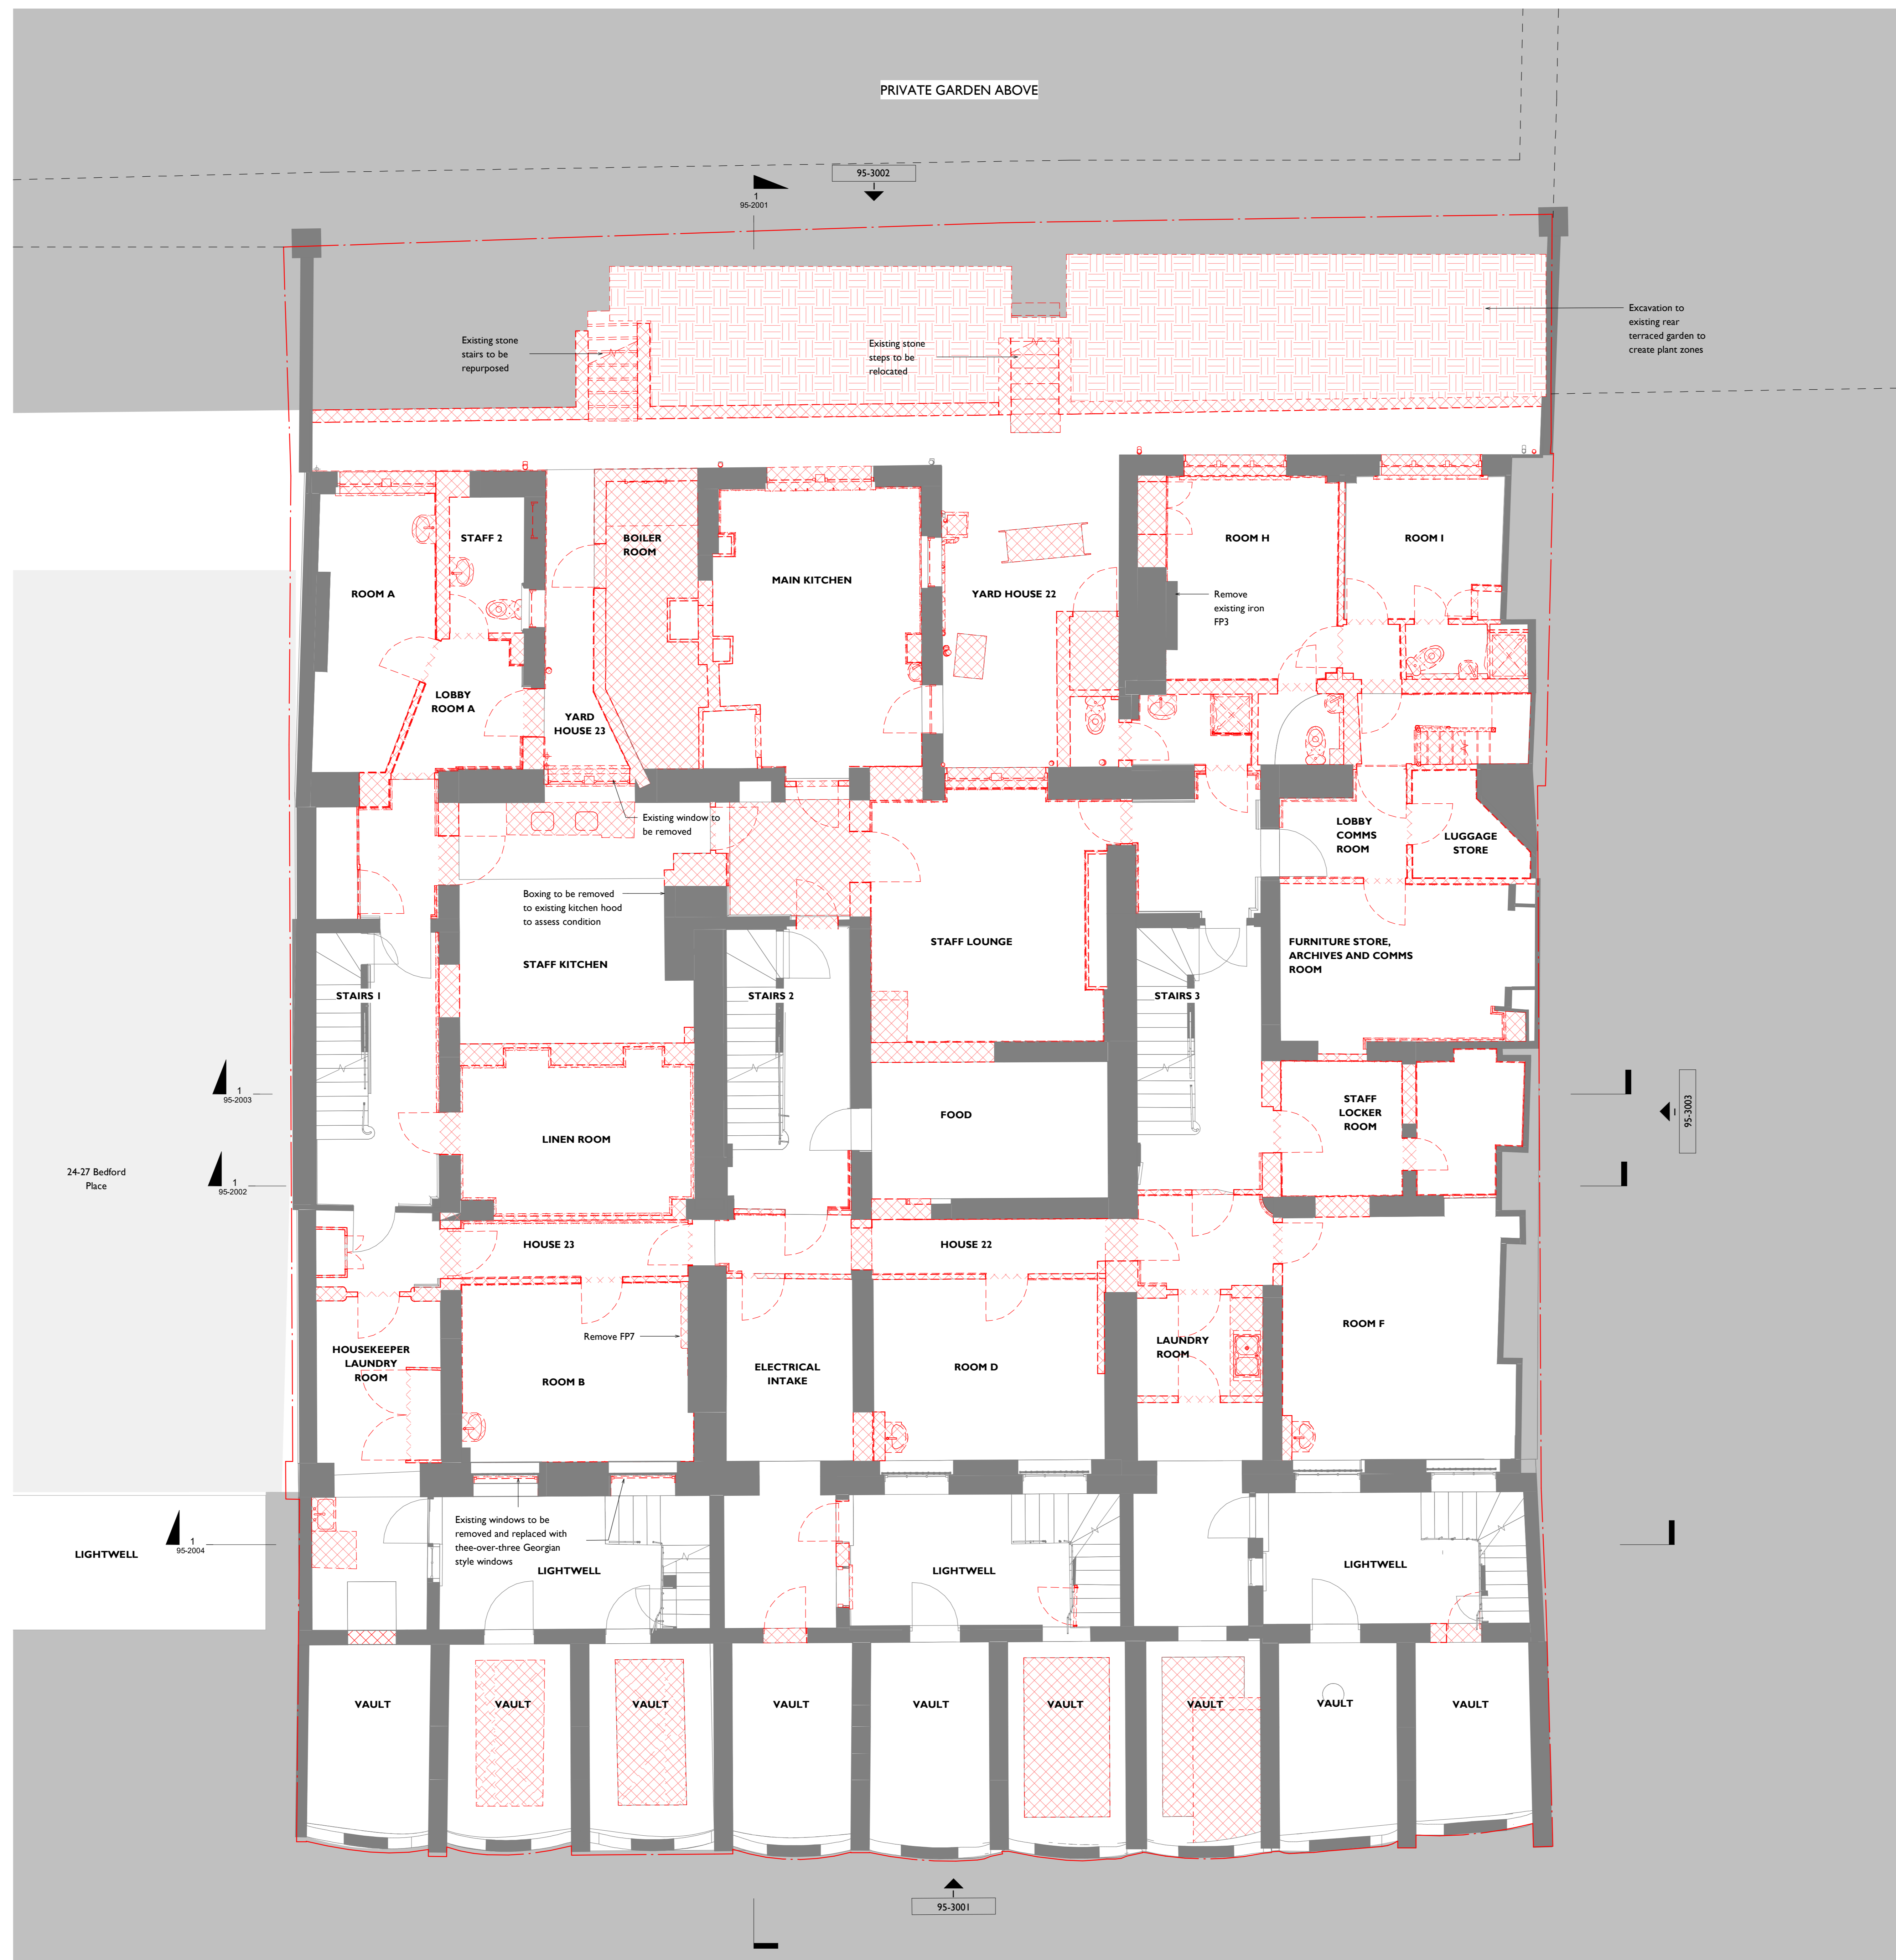 PRIVATE GARDEN ABOVE
95-3002
1
95-2001
Existing stone
stairs to be
repurposed
Existing stone
steps to be
relocated
Excavation to
existing rear
terraced garden to
create plant zones
STAFF 2
BOILER
ROOM
ROOM H
ROOM I
ROOM A
MAIN KITCHEN
YARD HOUSE 22
Remove
existing iron
FP3
LOBBY
ROOM A
YARD
HOUSE 23
Existing window to
be removed
LOBBY
COMMS
ROOM
LUGGAGE
STORE
Boxing to be removed
to existing kitchen hood
to assess condition
STAFF KITCHEN
STAFF LOUNGE
FURNITURE STORE,
ARCHIVES AND COMMS
ROOM
STAIRS 1
STAIRS 2
STAIRS 3
1
95-2003
95-3003
LINEN ROOM
FOOD
STAFF
LOCKER
ROOM
24-27 Bedford
Place
1
95-2002
HOUSE 23
HOUSE 22
Remove FP7
HOUSEKEEPER
LAUNDRY
ROOM
ROOM B
ELECTRICAL
INTAKE
ROOM D
LAUNDRY
ROOM
ROOM F
Existing windows to be
removed and replaced with
thee-over-three Georgian
style windows
LIGHTWELL
1
95-2004
LIGHTWELL
LIGHTWELL
LIGHTWELL
VAULT
VAULT
VAULT
VAULT
VAULT
VAULT
VAULT
VAULT
VAULT
95-3001